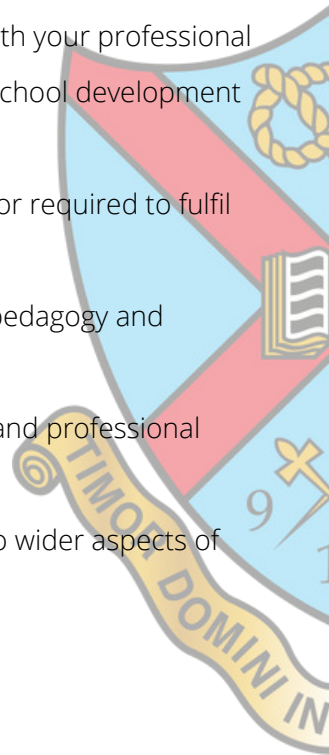 th your professional
chool development
or required to fulfil
pedagogy and
and professional
o wider aspects of
9
1
TIMOR DOMINI IN